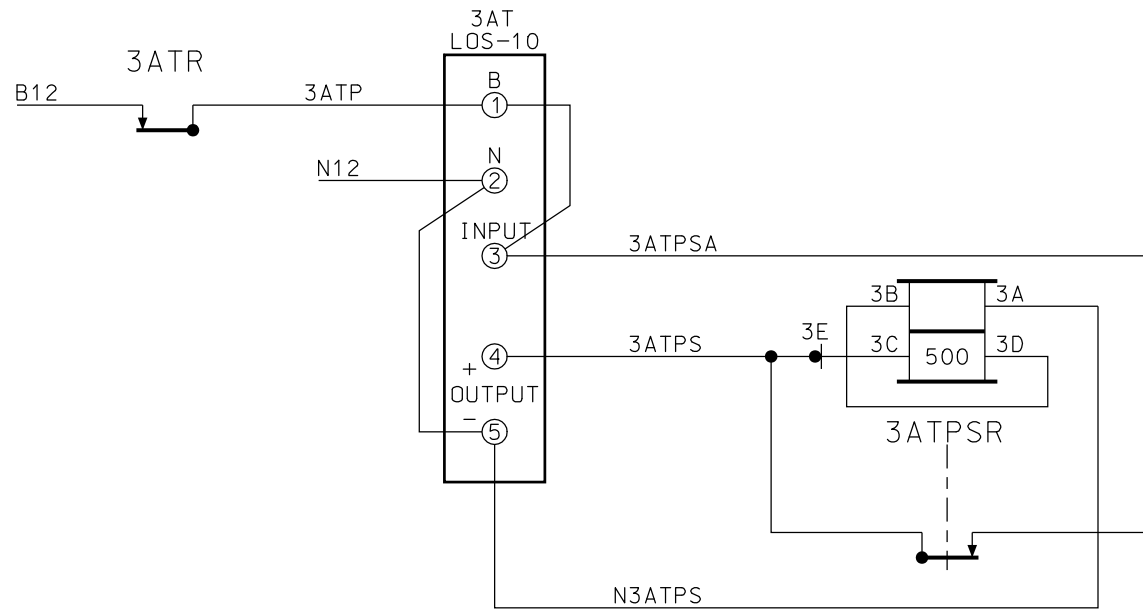 3AT
LOS-10
3ATR
B
B12
3ATP
1
N
N12
2
INPUT
3
3ATPSA
3B
3A
3E
4
3ATPS
3C
500
3D
+
OUTPUT
-
5
3ATPSR
N3ATPS